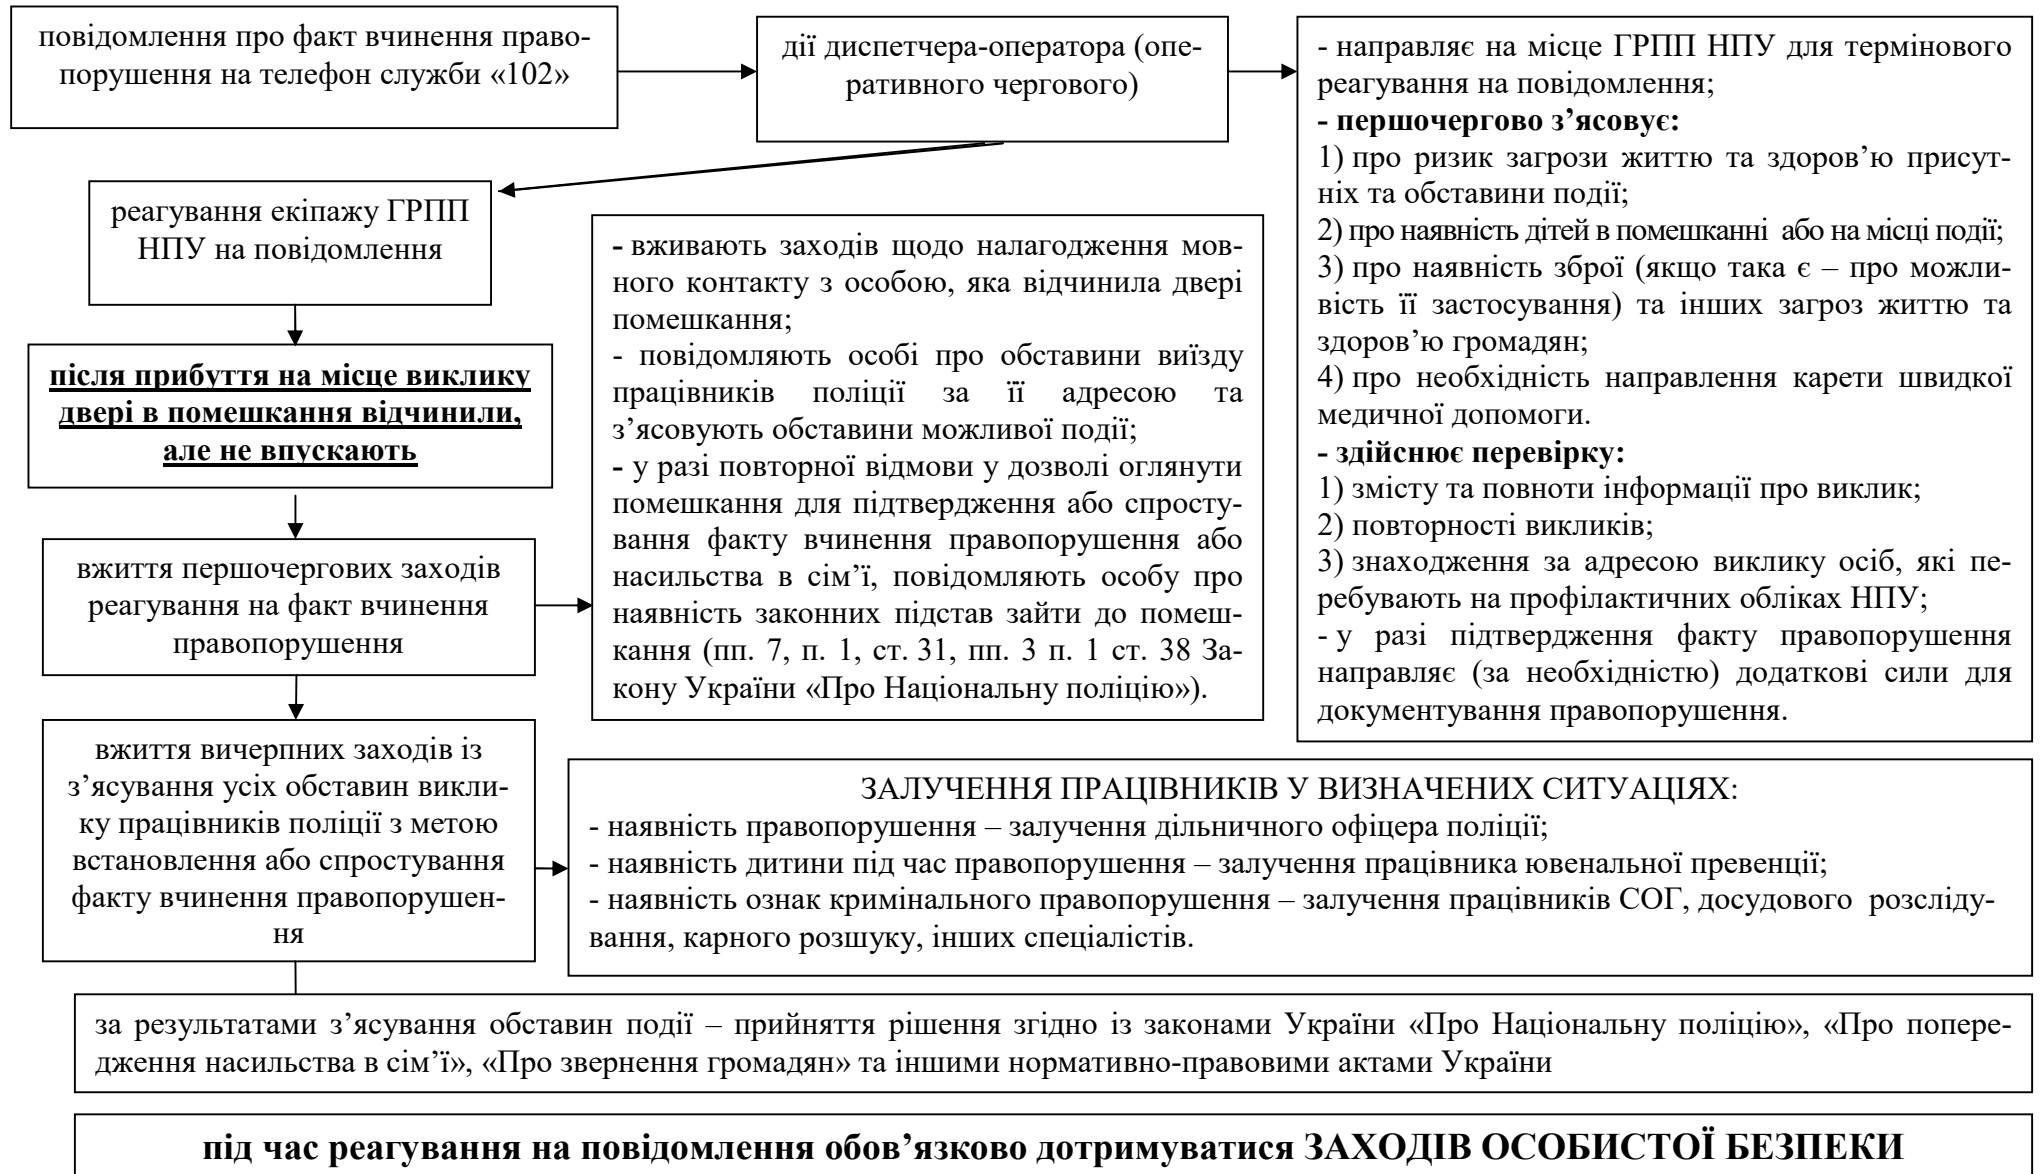 повідомлення про факт вчинення право-
порушення на телефон служби «102»
дії диспетчера-оператора (опе-
ративного чергового)
- направляє на місце ГРПП НПУ для термінового
реагування на повідомлення;
- першочергово з’ясовує:
1) про ризик загрози життю та здоров’ю присут-
ніх та обставини події;
2) про наявність дітей в помешканні або на місці події;
3) про наявність зброї (якщо така є – про можли-
вість її застосування) та інших загроз життю та
здоров’ю громадян;
4) про необхідність направлення карети швидкої
медичної допомоги.
- здійснює перевірку:
1) змісту та повноти інформації про виклик;
2) повторності викликів;
3) знаходження за адресою виклику осіб, які пе-
ребувають на профілактичних обліках НПУ;
- у разі підтвердження факту правопорушення
направляє (за необхідністю) додаткові сили для
документування правопорушення.
реагування екіпажу ГРПП
НПУ на повідомлення
після прибуття на місце виклику
двері в помешкання відчинили,
але не впускають
вжиття першочергових заходів
реагування на факт вчинення
правопорушення
- вживають заходів щодо налагодження мов-
ного контакту з особою, яка відчинила двері
помешкання;
- повідомляють особі про обставини виїзду
працівників поліції за її адресою та
з’ясовують обставини можливої події;
- у разі повторної відмови у дозволі оглянути
помешкання для підтвердження або спросту-
вання факту вчинення правопорушення або
насильства в сім’ї, повідомляють особу про
наявність законних підстав зайти до помеш-
кання (пп. 7, п. 1, ст. 31, пп. 3 п. 1 ст. 38 За-
кону України «Про Національну поліцію»).
вжиття вичерпних заходів із
з’ясування усіх обставин викли-
ку працівників поліції з метою
встановлення або спростування
факту вчинення правопорушен-
ня
ЗАЛУЧЕННЯ ПРАЦІВНИКІВ У ВИЗНАЧЕНИХ СИТУАЦІЯХ:
- наявність правопорушення – залучення дільничного офіцера поліції;
- наявність дитини під час правопорушення – залучення працівника ювенальної превенції;
- наявність ознак кримінального правопорушення – залучення працівників СОГ, досудового розсліду-
вання, карного розшуку, інших спеціалістів.
за результатами з’ясування обставин події – прийняття рішення згідно із законами України «Про Національну поліцію», «Про попере-
дження насильства в сім’ї», «Про звернення громадян» та іншими нормативно-правовими актами України
під час реагування на повідомлення обов’язково дотримуватися ЗАХОДІВ ОСОБИСТОЇ БЕЗПЕКИ